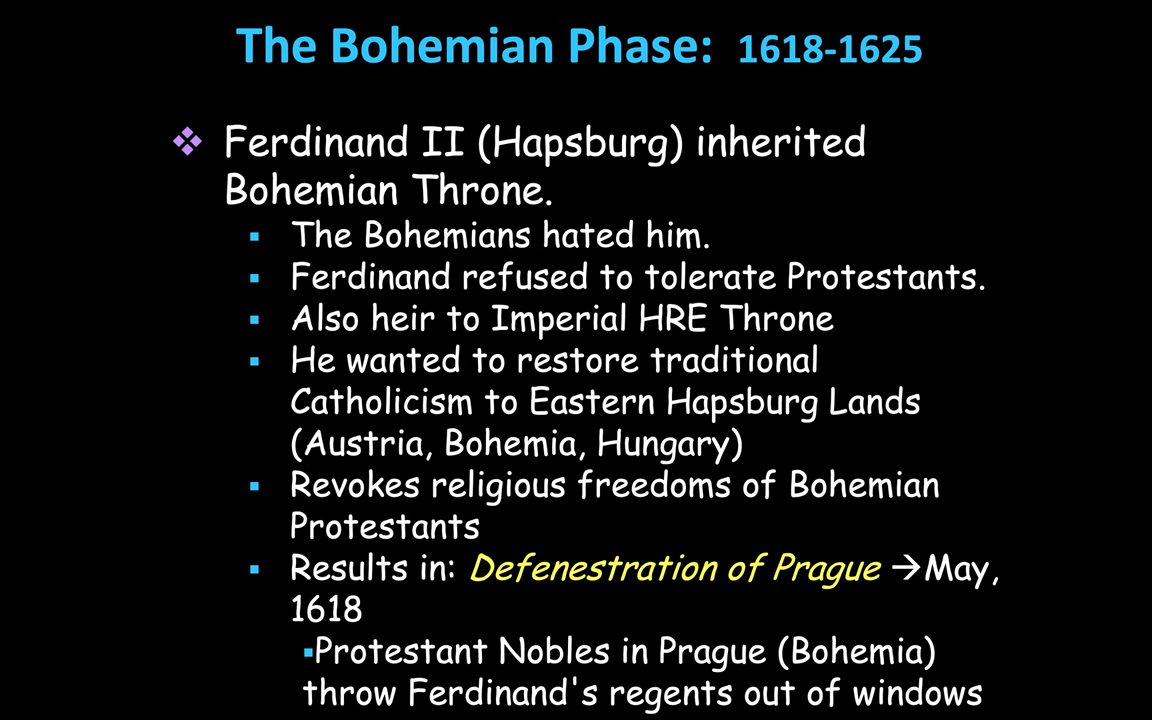 The Bohemian Phase: 1618-1625
❖ Ferdinand II (Hapsburg) inherited
Bohemian Throne.
▪ The Bohemians hated him.
▪ Ferdinand refused to tolerate Protestants.
▪ Also heir to Imperial HRE Throne
▪ He wanted to restore traditional
Catholicism to Eastern Hapsburg Lands
(Austria, Bohemia, Hungary)
▪ Revokes religious freedoms of Bohemian
Protestants
▪ Results in: Defenestration of Prague →May,
1618
▪Protestant Nobles in Prague (Bohemia)
throw Ferdinand's regents out of windows